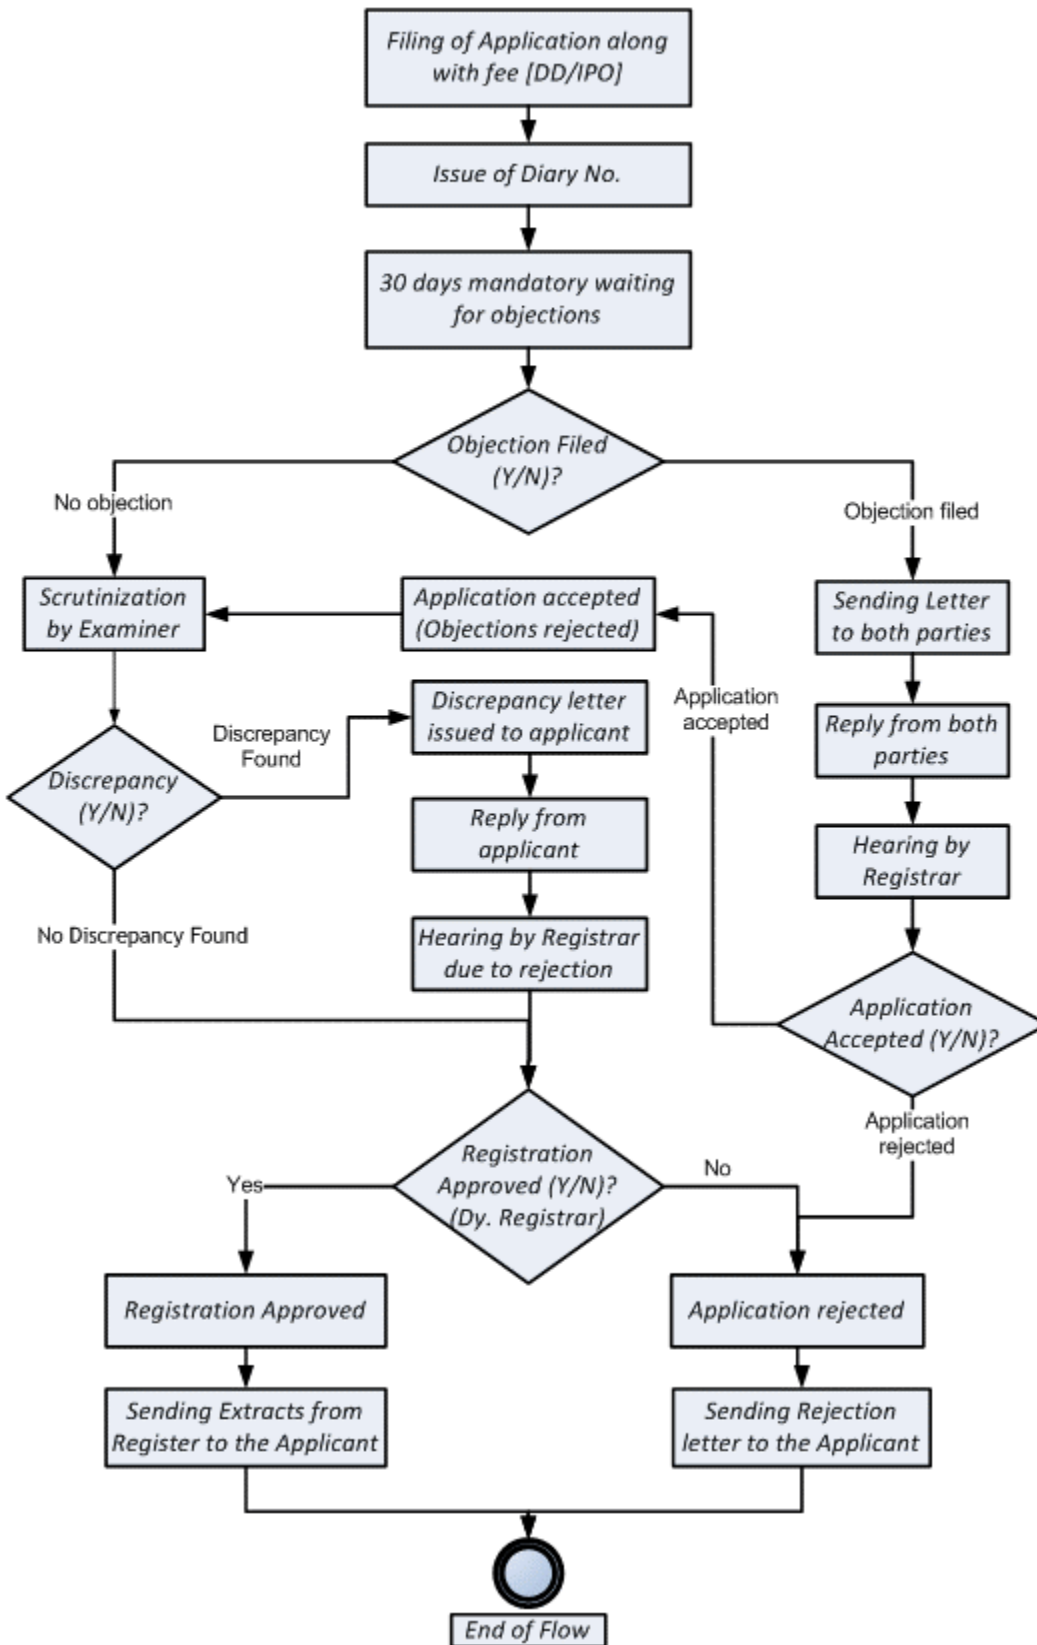 Filing of Application along
with fee [DD/IPO]
Issue of Diary No.
30 days mandatory waiting
for objections
Objection Filed
(Y/N)?
No objection
Objection filed
Scrutinization
by Examiner
Application accepted
(Objections rejected)
Sending Letter
to both parties
Discrepancy
Found
Discrepancy letter
issued to applicant
Application
accepted
Reply from both
parties
Discrepancy
(Y/N)?
Reply from
applicant
Hearing by
Registrar
No Discrepancy Found
Hearing by Registrar
due to rejection
Application
Accepted (Y/N)?
Application
rejected
Registration
Approved (Y/N)?
(Dy. Registrar)
Yes
No
Registration Approved
Application rejected
Sending Extracts from
Register to the Applicant
Sending Rejection
letter to the Applicant
End of Flow